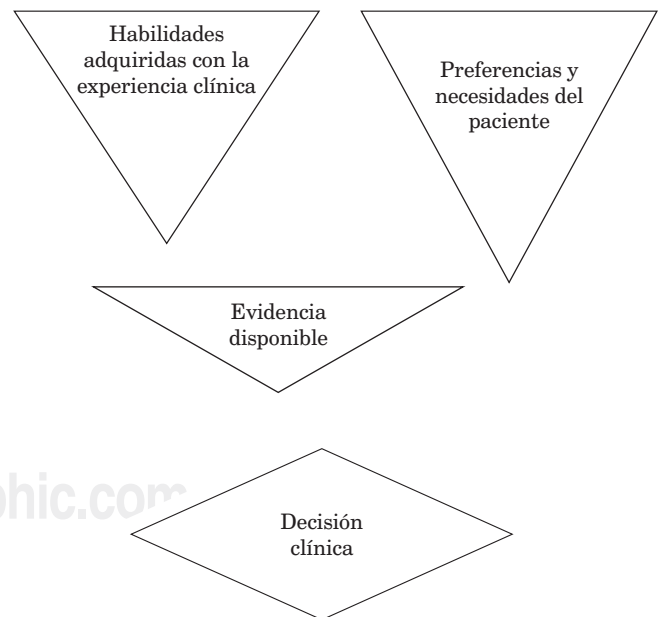 Habilidades
adquiridas con la
experiencia clínica
Preferencias y
necesidades del
paciente
Evidencia
disponible
Decisión
clínica